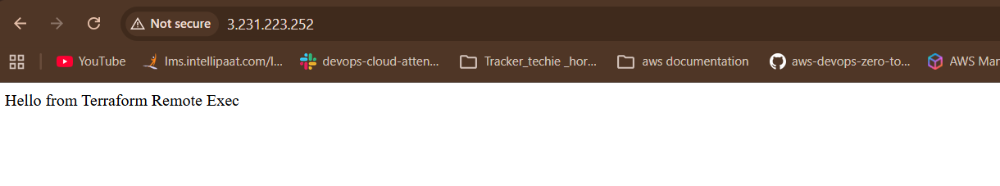 Not secure 3.231.223.252
YouTube lms.intellipaat.com/l... devops-cloud-atten... Tracker_techie _hor... aws documentation aws-devops-zero-to... AWS Mar
Hello from Terraform Remote Exec